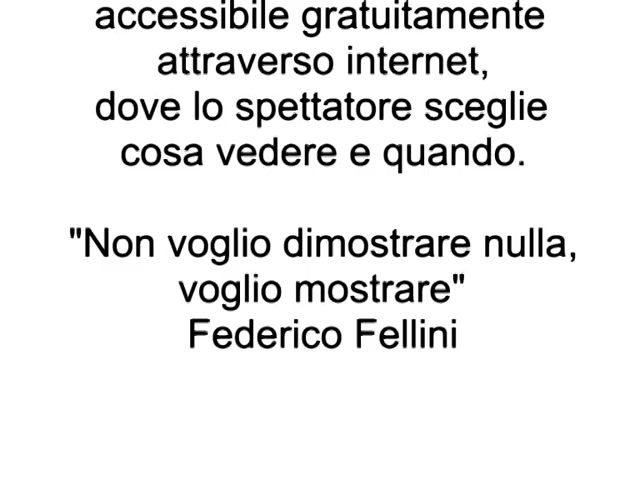 accessibile gratuitamente
attraverso internet,
dove lo spettatore sceglie
cosa vedere e quando.
"Non voglio dimostrare nulla,
voglio mostrare"
Federico Fellini